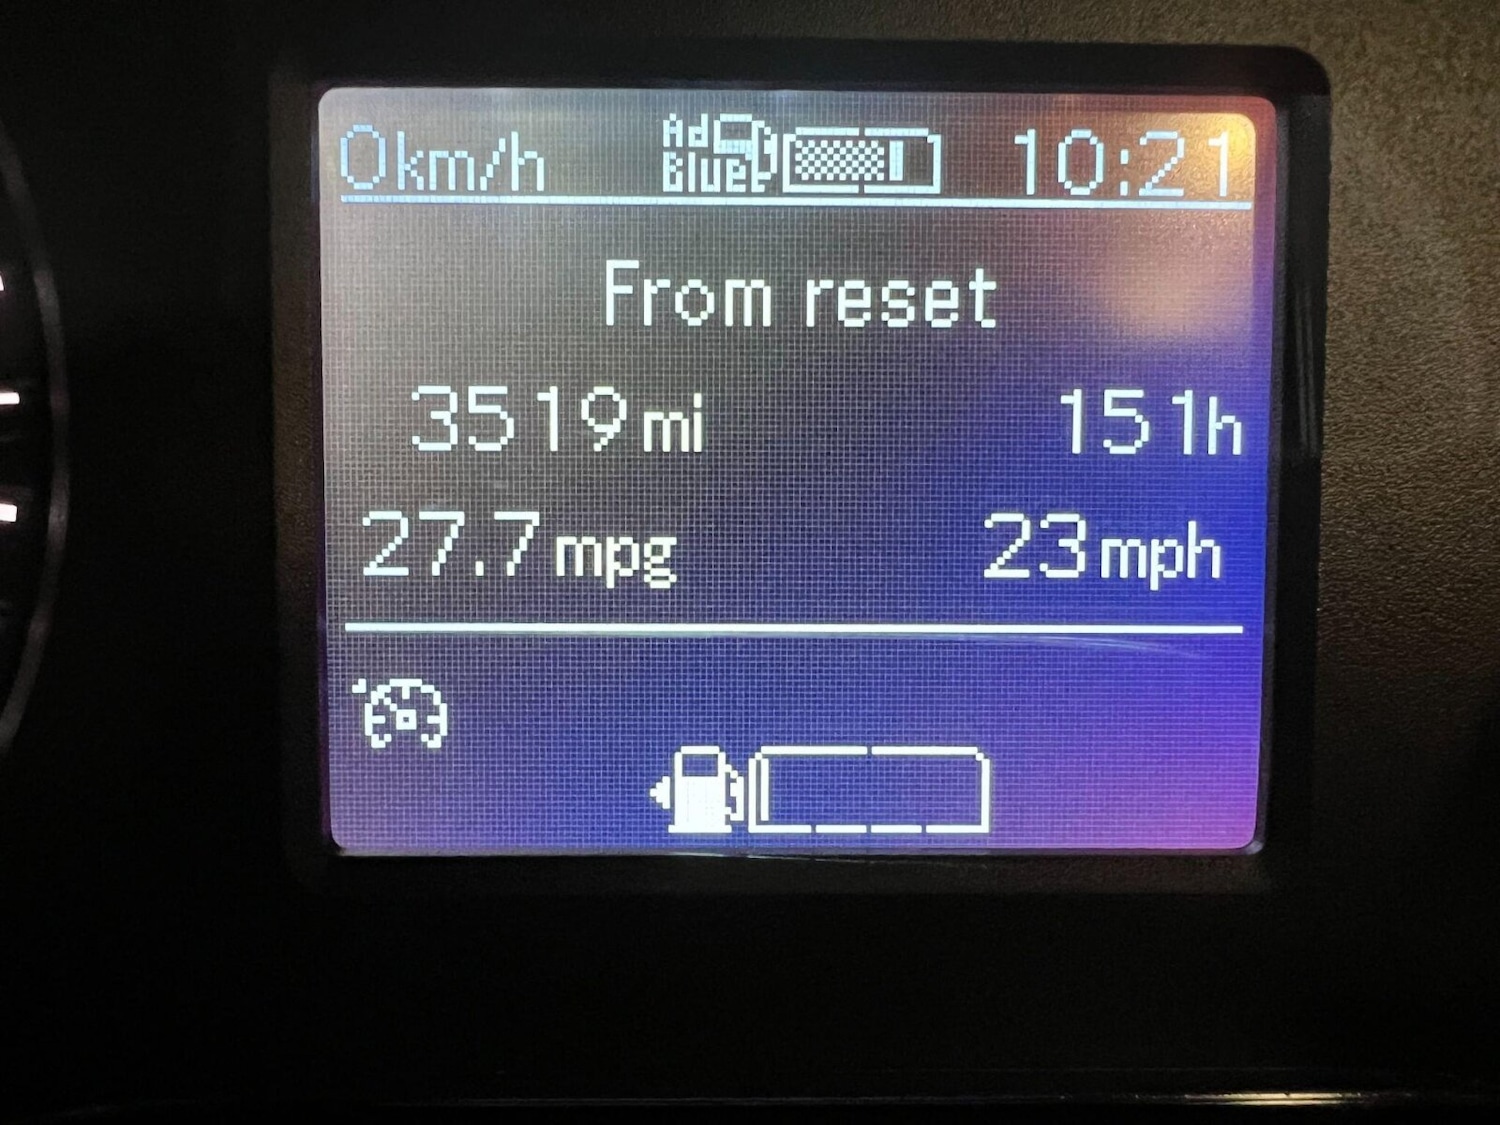 0km/h AdBlue 10:21
From reset
3519mi 151h
27.7mpg 23mph